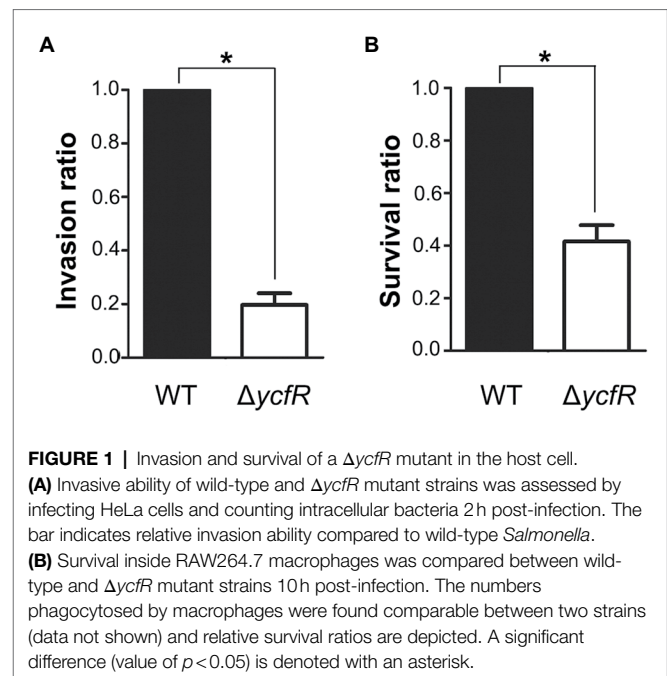 A
*
Invasion ratio
1.0
0.8
0.6
0.4
0.2
0.0
WT ΔycfR
B
*
Survival ratio
1.0
0.8
0.6
0.4
0.2
0.0
WT ΔycfR
FIGURE 1 | Invasion and survival of a ΔycfR mutant in the host cell.
(A) Invasive ability of wild-type and ΔycfR mutant strains was assessed by
infecting HeLa cells and counting intracellular bacteria 2 h post-infection. The
bar indicates relative invasion ability compared to wild-type Salmonella.
(B) Survival inside RAW264.7 macrophages was compared between wild-
type and ΔycfR mutant strains 10 h post-infection. The numbers
phagocytosed by macrophages were found comparable between two strains
(data not shown) and relative survival ratios are depicted. A significant
difference (value of p < 0.05) is denoted with an asterisk.